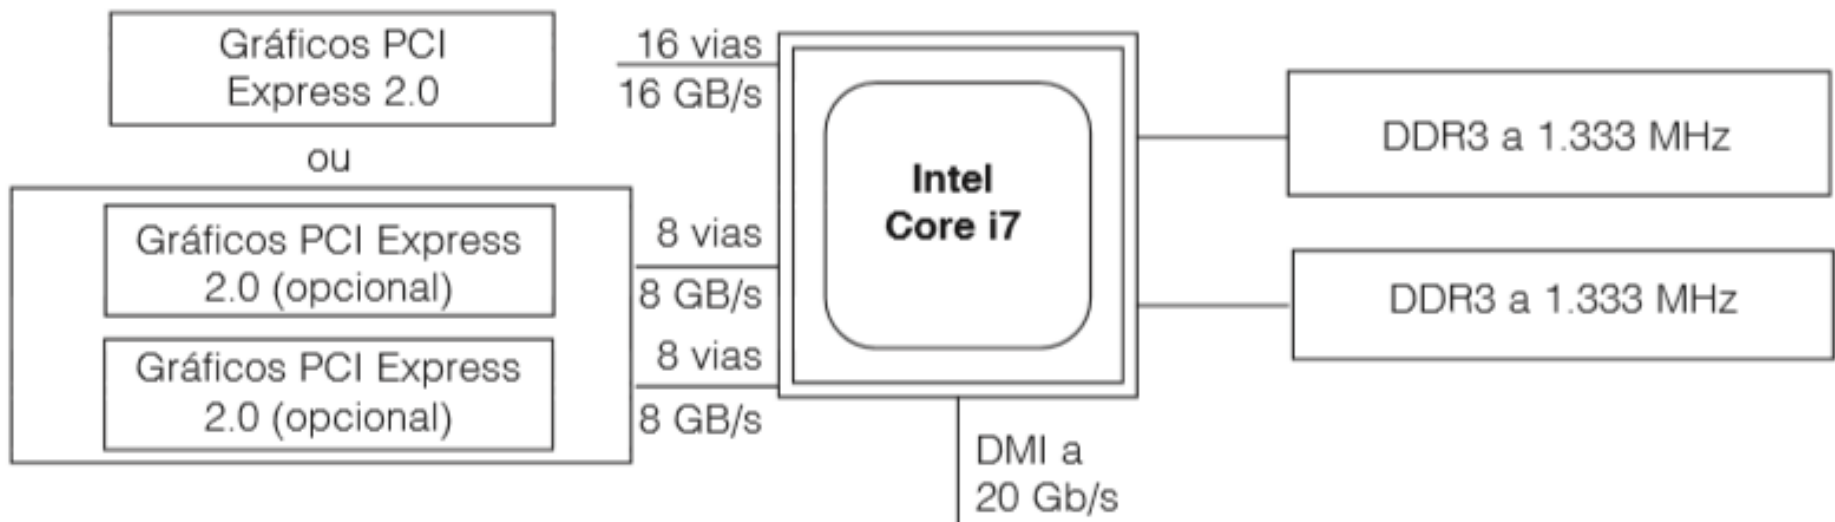 Gráficos PCI
Express 2.0
16 vias
16 GB/s
ou
Gráficos PCI Express
2.0 (opcional)
8 vias
8 GB/s
Gráficos PCI Express
2.0 (opcional)
8 vias
8 GB/s
Intel
Core i7
DDR3 a 1.333 MHz
DDR3 a 1.333 MHz
DMI a
20 Gb/s